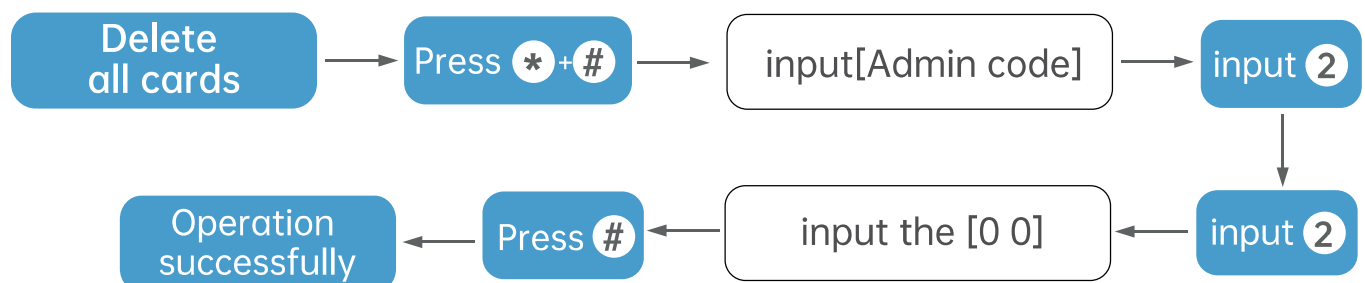 Delete
all cards
Press * + #
input[Admin code]
input 2
input 2
input the [0 0]
Press #
Operation
successfully